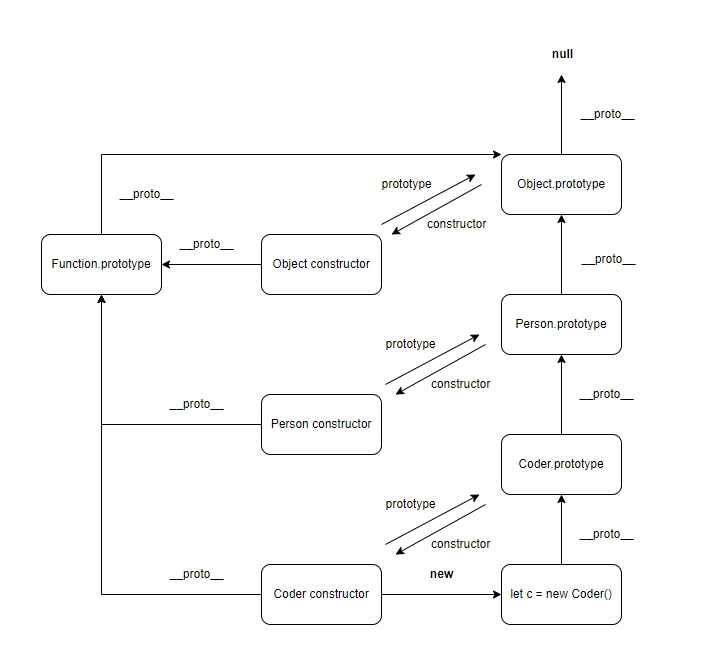 null
__proto__
prototype
Object.prototype
__proto__
constructor
__proto__
Function.prototype
Object constructor
__proto__
Person.prototype
prototype
constructor
__proto__
__proto__
Person constructor
Coder.prototype
prototype
__proto__
constructor
__proto__
new
Coder constructor
let c = new Coder()